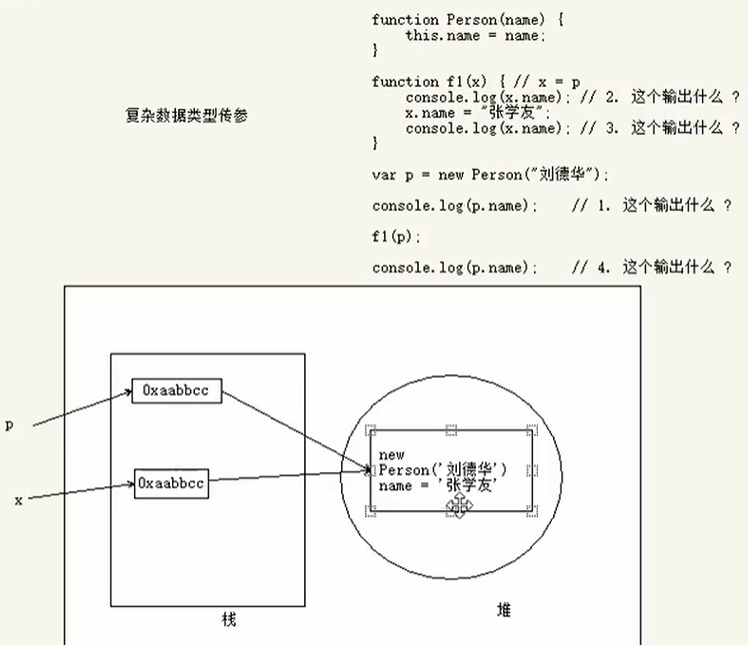 function Person(name) {
    this.name = name;
}
复杂数据类型传参
function f1(x) { // x = p
    console.log(x.name); // 2. 这个输出什么 ?
    x.name = "张学友";
    console.log(x.name); // 3. 这个输出什么 ?
}
var p = new Person("刘德华");
console.log(p.name);    // 1. 这个输出什么 ?
f1(p);
console.log(p.name);    // 4. 这个输出什么 ?
0xaabbcc
p
new
Person('刘德华')
name = '张学友'
0xaabbcc
x
堆
栈